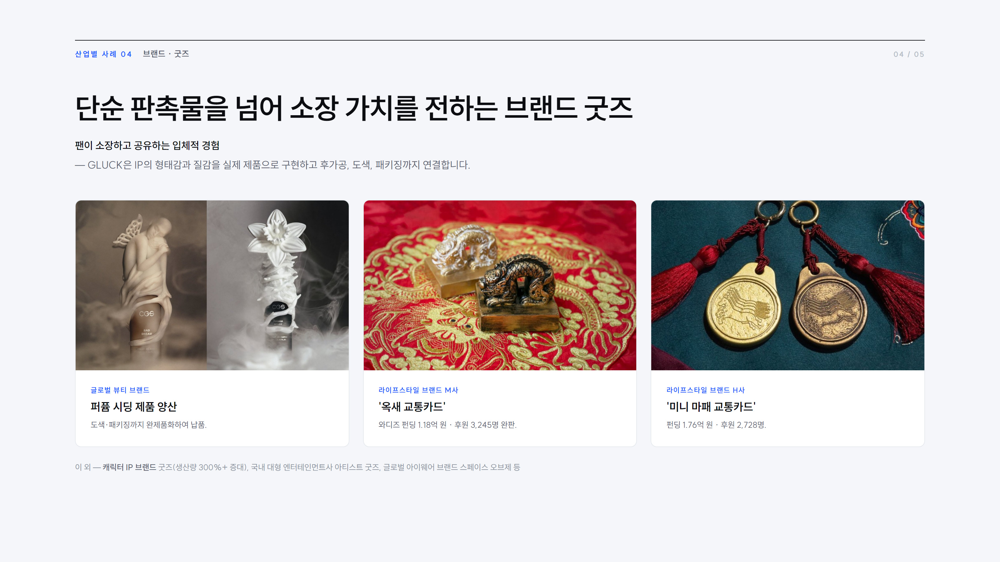 산업별 사례 04 브랜드 · 굿즈
04 / 05
단순 판촉물을 넘어 소장 가치를 전하는 브랜드 굿즈
팬이 소장하고 공유하는 입체적 경험
— GLUCK은 IP의 형태감과 질감을 실제 제품으로 구현하고 후가공, 도색, 패키징까지 연결합니다.
CGS
BAD
DREAM
CGS
FLOWER
STUDY
글로벌 뷰티 브랜드
퍼퓸 시딩 제품 양산
도색·패키징까지 완제품화하여 납품.
라이프스타일 브랜드 M사
'옥새 교통카드'
와디즈 펀딩 1.18억 원 · 후원 3,245명 완판.
라이프스타일 브랜드 H사
'미니 마패 교통카드'
펀딩 1.76억 원 · 후원 2,728명.
이 외 — 캐릭터 IP 브랜드 굿즈(생산량 300%+ 증대), 국내 대형 엔터테인먼트사 아티스트 굿즈, 글로벌 아이웨어 브랜드 스페이스 오브제 등